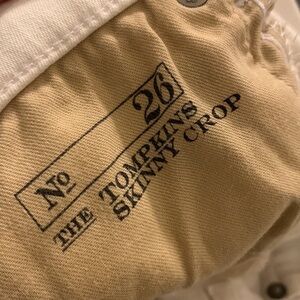 Nº 26
THE TOMPKINS
SKINNY CROP